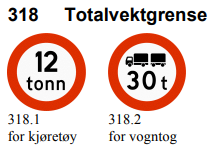 318 Totalvektgrense
12
tonn
30 t
318.1
for kjøretøy
318.2
for vogntog